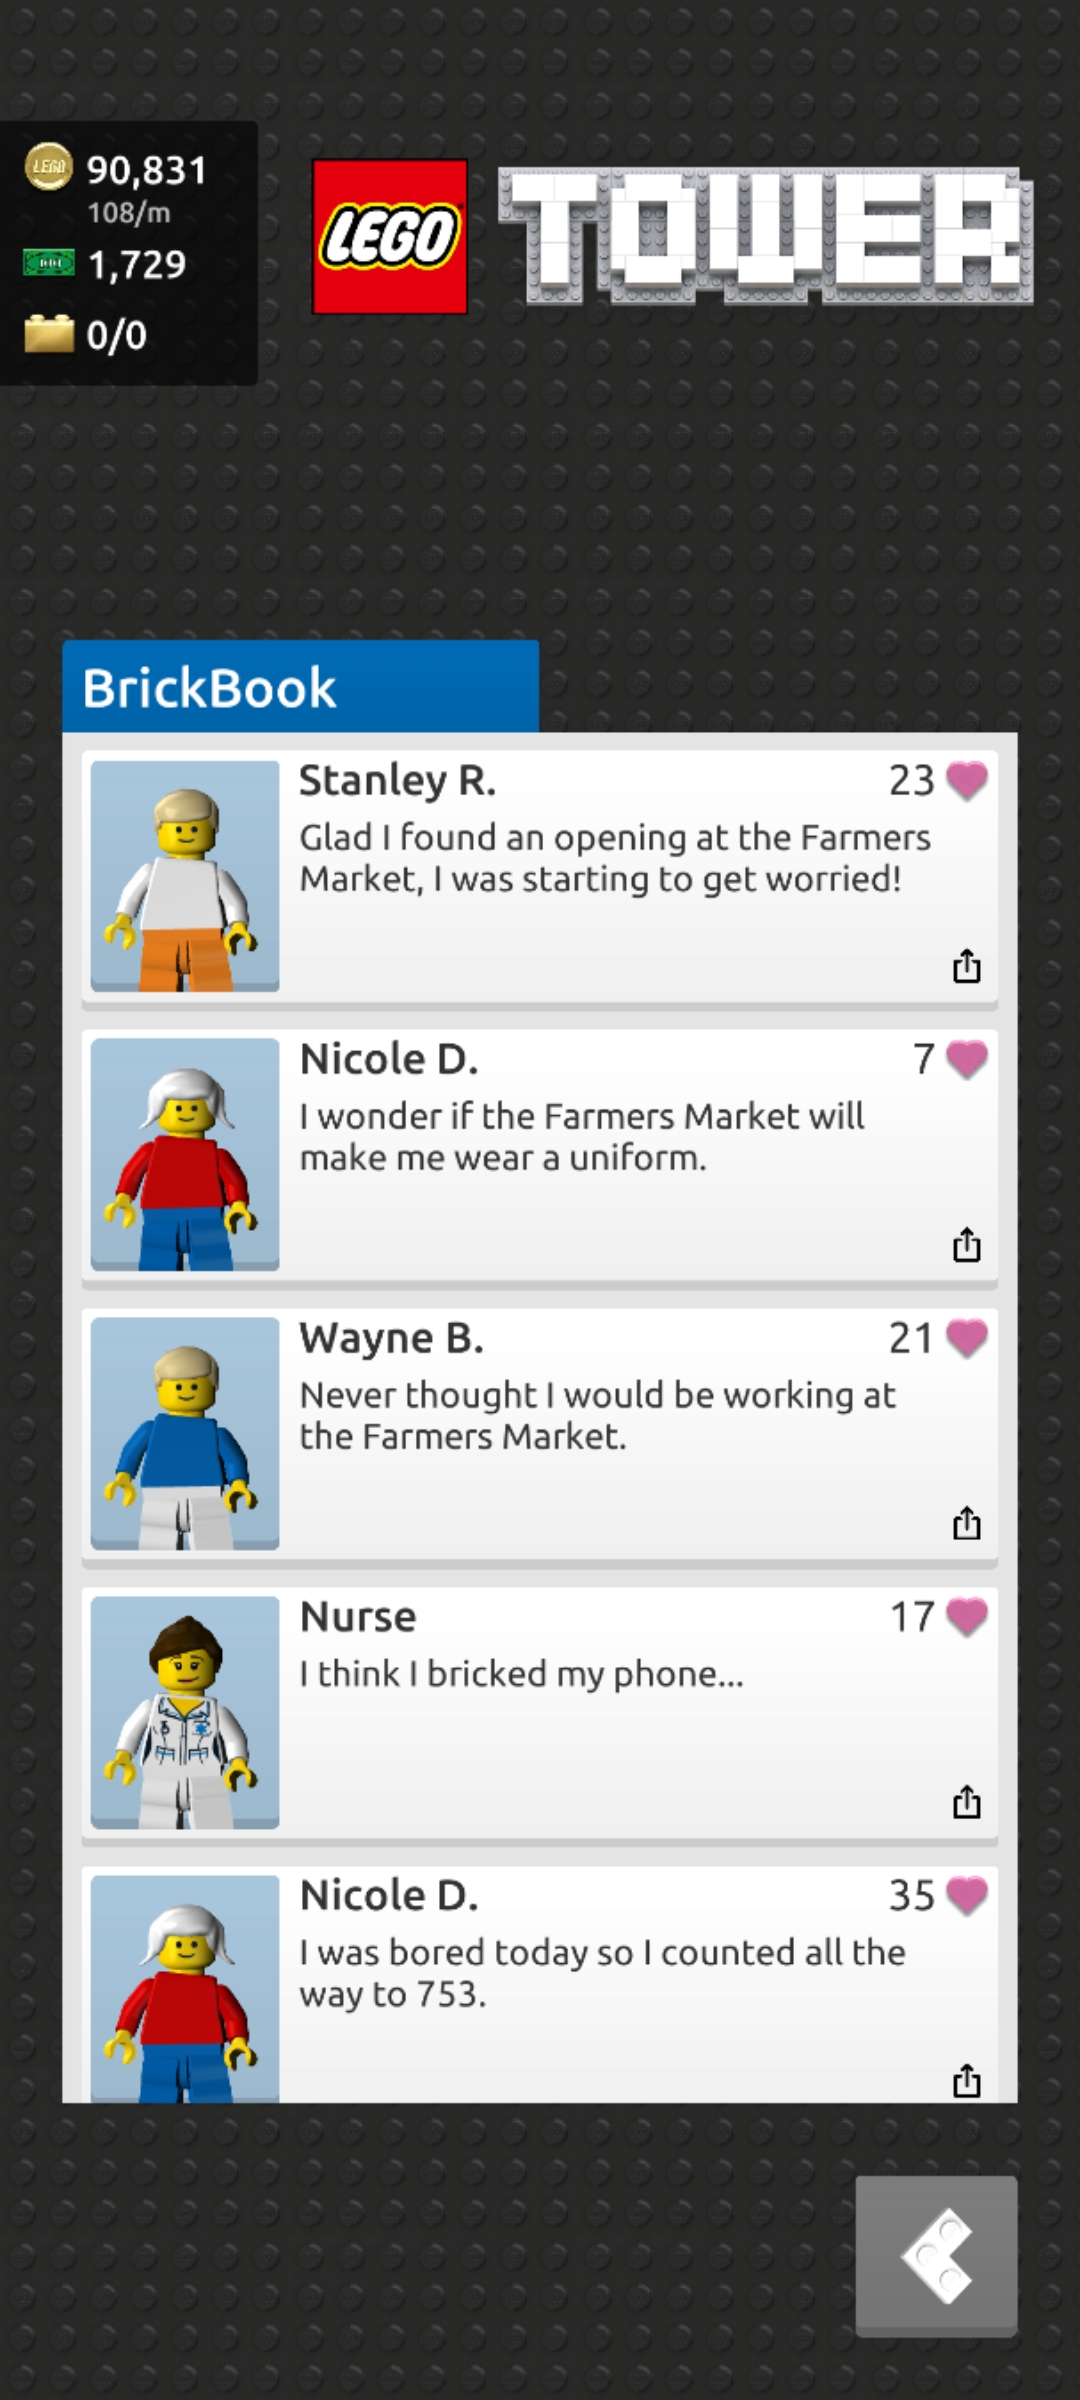 LEGO
90,831
108/m
1,729
0/0
LEGO
TOWER
BrickBook
Stanley R.
23
Glad I found an opening at the Farmers
Market, I was starting to get worried!
Nicole D.
7
I wonder if the Farmers Market will
make me wear a uniform.
Wayne B.
21
Never thought I would be working at
the Farmers Market.
Nurse
17
I think I bricked my phone...
Nicole D.
35
I was bored today so I counted all the
way to 753.